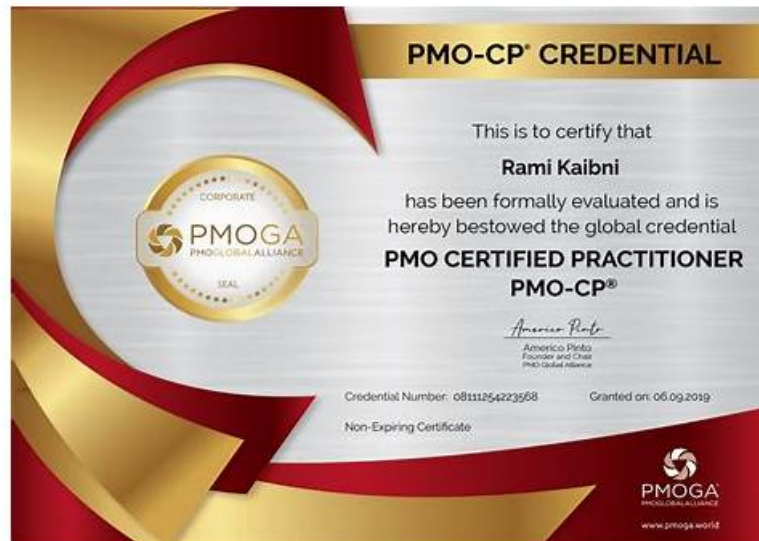 PMO-CP® CREDENTIAL
This is to certify that
Rami Kaibni
has been formally evaluated and is
hereby bestowed the global credential
PMO CERTIFIED PRACTITIONER
PMO-CP®
Americo Pinto
Americo Pinto
Founder and Chair
PMO Global Alliance
Credential Number: 08111254223568
Granted on: 06.09.2019
Non-Expiring Certificate
CORPORATE
PMOGA
PMOGLOBALALLIANCE
SEAL
PMOGA
PMOGLOBALALLIANCE
www.pmoga.world